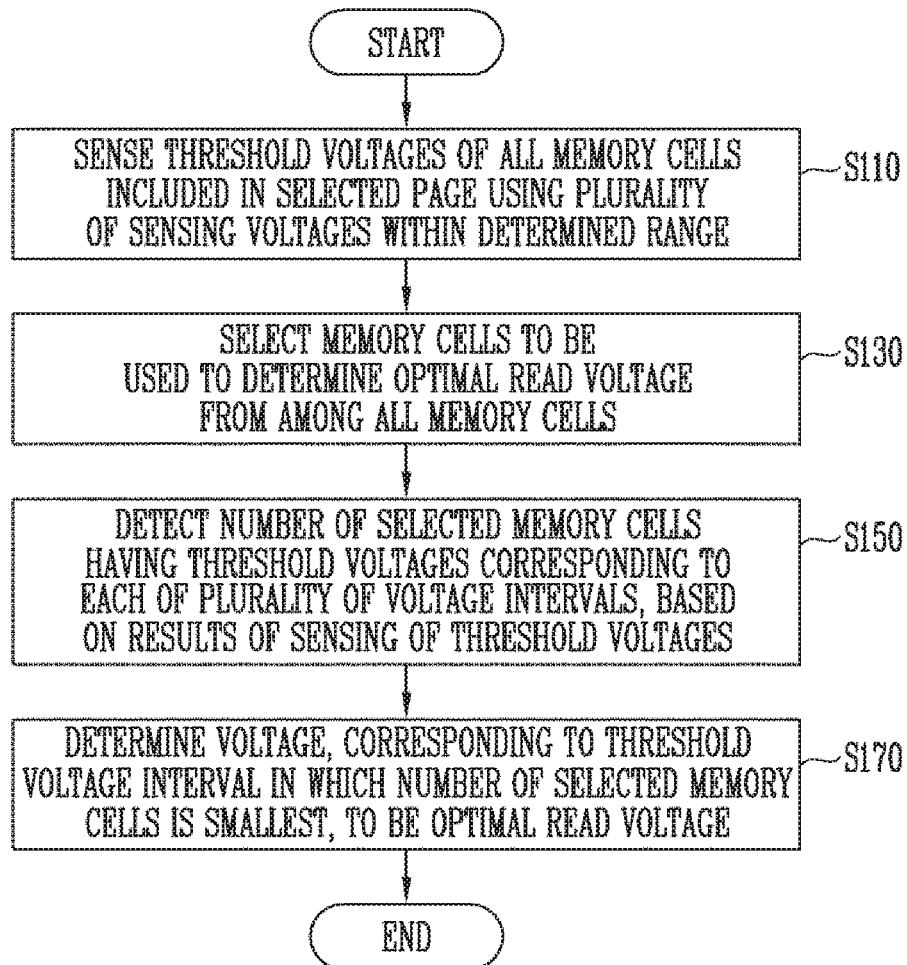 START
SENSE THRESHOLD VOLTAGES OF ALL MEMORY CELLS
INCLUDED IN SELECTED PAGE USING PLURALITY
OF SENSING VOLTAGES WITHIN DETERMINED RANGE
S110
SELECT MEMORY CELLS TO BE
USED TO DETERMINE OPTIMAL READ VOLTAGE
FROM AMONG ALL MEMORY CELLS
S130
DETECT NUMBER OF SELECTED MEMORY CELLS
HAVING THRESHOLD VOLTAGES CORRESPONDING TO
EACH OF PLURALITY OF VOLTAGE INTERVALS, BASED
ON RESULTS OF SENSING OF THRESHOLD VOLTAGES
S150
DETERMINE VOLTAGE, CORRESPONDING TO THRESHOLD
VOLTAGE INTERVAL IN WHICH NUMBER OF SELECTED MEMORY
CELLS IS SMALLEST, TO BE OPTIMAL READ VOLTAGE
S170
END